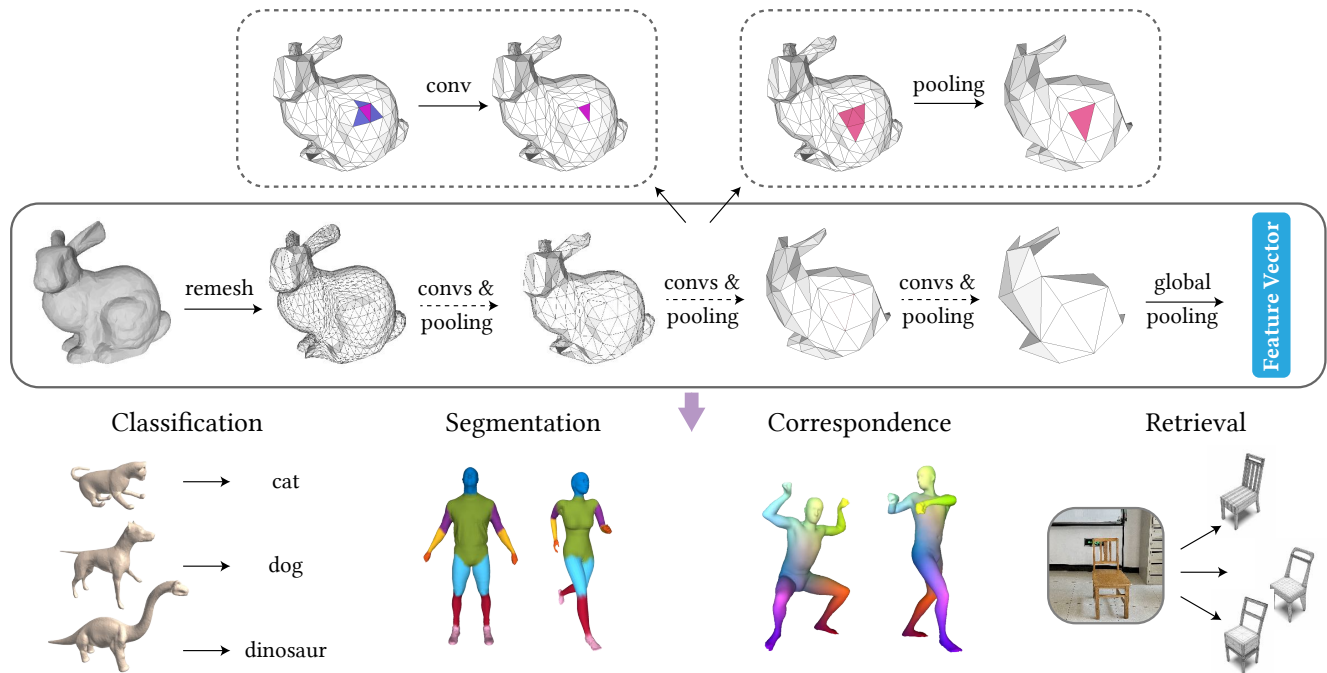 conv
pooling
remesh
convs &
pooling
convs &
pooling
convs &
pooling
global
pooling
Feature Vector
Classification
Segmentation
Correspondence
Retrieval
cat
dog
dinosaur